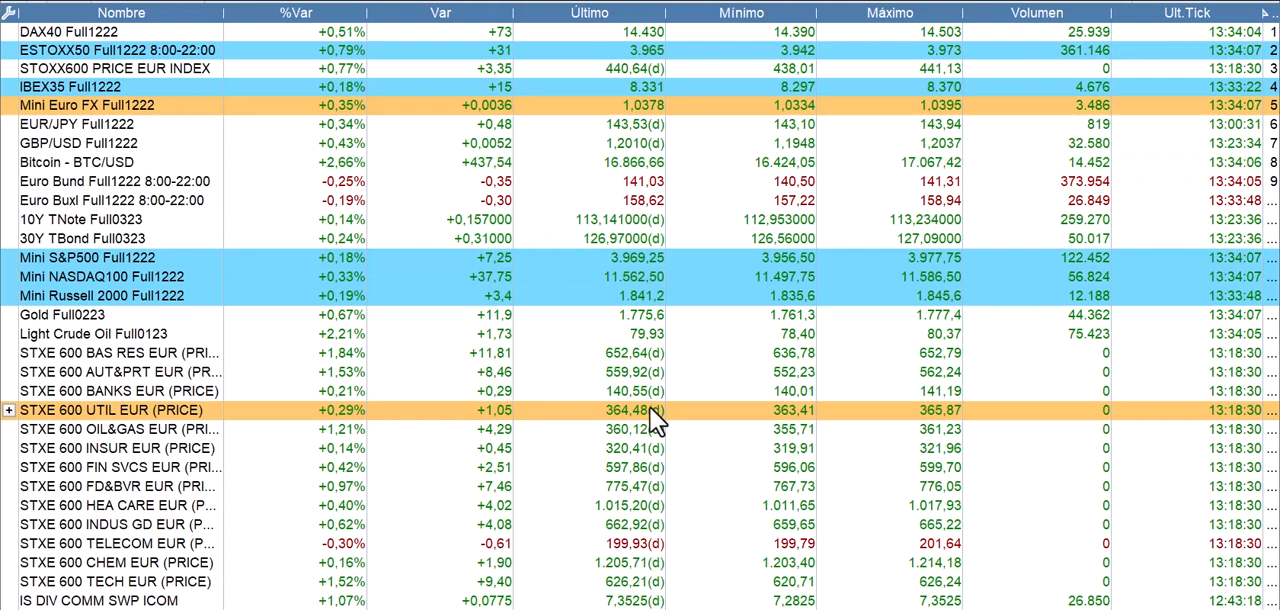 Nombre %Var Var Último Mínimo Máximo Volumen Ult.Tick
DAX40 Full1222 +0,51% +73 14.430 14.390 14.503 25.939 13:34:04 1
ESTOXX50 Full1222 8:00-22:00 +0,79% +31 3.965 3.942 3.973 361.146 13:34:07 2
STOXX600 PRICE EUR INDEX +0,77% +3,35 440,64(d) 438,01 441,13 0 13:18:30 3
IBEX35 Full1222 +0,18% +15 8.331 8.297 8.370 4.676 13:33:22 4
Mini Euro FX Full1222 +0,35% +0,0036 1,0378 1,0334 1,0395 3.486 13:34:07 5
EUR/JPY Full1222 +0,34% +0,48 143,53(d) 143,10 143,94 819 13:00:31 6
GBP/USD Full1222 +0,43% +0,0052 1,2010(d) 1,1948 1,2037 32.580 13:23:34 7
Bitcoin - BTC/USD +2,66% +437,54 16.866,66 16.424,05 17.067,42 14.452 13:34:06 8
Euro Bund Full1222 8:00-22:00 -0,25% -0,35 141,03 140,50 141,31 373.954 13:34:05 9
Euro Buxl Full1222 8:00-22:00 -0,19% -0,30 158,62 157,22 158,94 26.849 13:33:48 ...
10Y TNote Full0323 +0,14% +0,157000 113,141000(d) 112,953000 113,234000 259.270 13:23:36 ...
30Y TBond Full0323 +0,24% +0,31000 126,97000(d) 126,56000 127,09000 50.017 13:23:36 ...
Mini S&P500 Full1222 +0,18% +7,25 3.969,25 3.956,50 3.977,75 122.452 13:34:07 ...
Mini NASDAQ100 Full1222 +0,33% +37,75 11.562,50 11.497,75 11.586,50 56.824 13:34:07 ...
Mini Russell 2000 Full1222 +0,19% +3,4 1.841,2 1.835,6 1.845,6 12.188 13:33:48 ...
Gold Full0223 +0,67% +11,9 1.775,6 1.761,3 1.777,4 44.362 13:34:07 ...
Light Crude Oil Full0123 +2,21% +1,73 79,93 78,40 80,37 75.423 13:34:05 ...
STXE 600 BAS RES EUR (PRI... +1,84% +11,81 652,64(d) 636,78 652,79 0 13:18:30 ...
STXE 600 AUT&PRT EUR (PR... +1,53% +8,46 559,92(d) 552,23 562,24 0 13:18:30 ...
STXE 600 BANKS EUR (PRICE) +0,21% +0,29 140,55(d) 140,01 141,19 0 13:18:30 ...
STXE 600 UTIL EUR (PRICE) +0,29% +1,05 364,48(d) 363,41 365,87 0 13:18:30 ...
STXE 600 OIL&GAS EUR (PRI... +1,21% +4,29 360,12(d) 355,71 361,23 0 13:18:30 ...
STXE 600 INSUR EUR (PRICE) +0,14% +0,45 320,41(d) 319,91 321,96 0 13:18:30 ...
STXE 600 FIN SVCS EUR (PRI... +0,42% +2,51 597,86(d) 596,06 599,70 0 13:18:30 ...
STXE 600 FD&BVR EUR (PRI... +0,97% +7,46 775,47(d) 767,73 776,05 0 13:18:30 ...
STXE 600 HEA CARE EUR (P... +0,40% +4,02 1.015,20(d) 1.011,65 1.017,93 0 13:18:30 ...
STXE 600 INDUS GD EUR (P... +0,62% +4,08 662,92(d) 659,65 665,22 0 13:18:30 ...
STXE 600 TELECOM EUR (P... -0,30% -0,61 199,93(d) 199,79 201,64 0 13:18:30 ...
STXE 600 CHEM EUR (PRICE) +0,16% +1,90 1.205,71(d) 1.203,40 1.214,18 0 13:18:30 ...
STXE 600 TECH EUR (PRICE) +1,52% +9,40 626,21(d) 620,71 626,24 0 13:18:30 ...
IS DIV COMM SWP ICOM +1,07% +0,0775 7,3525(d) 7,2825 7,3525 26.850 12:43:18 ...